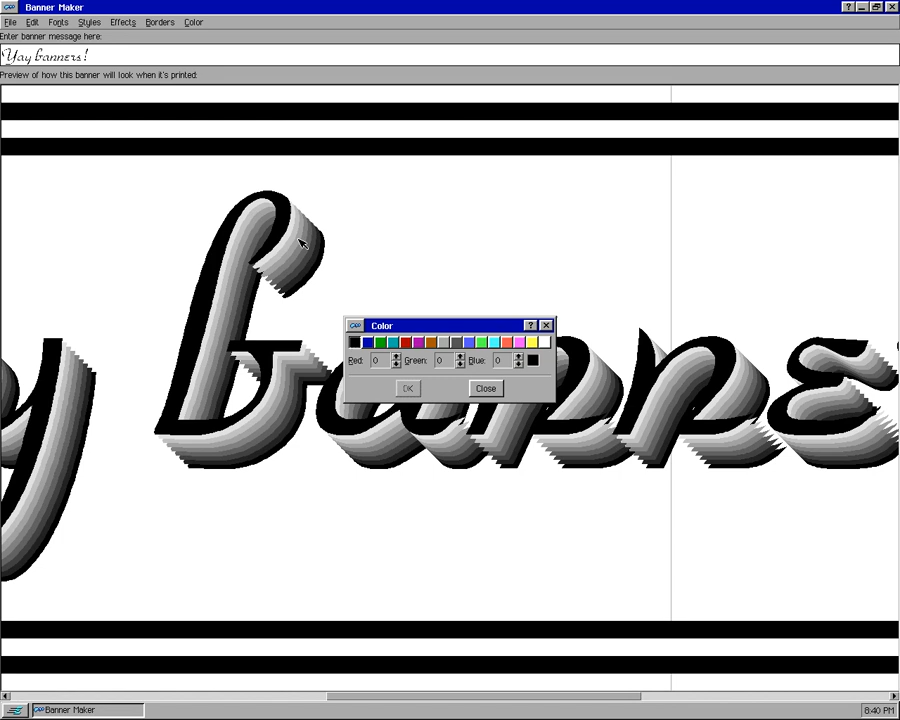 Banner Maker
File Edit Fonts Styles Effects Borders Color
Enter banner message here:
Yay banners!
Preview of how this banner will look when it's printed:
y banne
Color
Red: 0 Green: 0 Blue: 0
OK Close
Banner Maker
8:40 PM